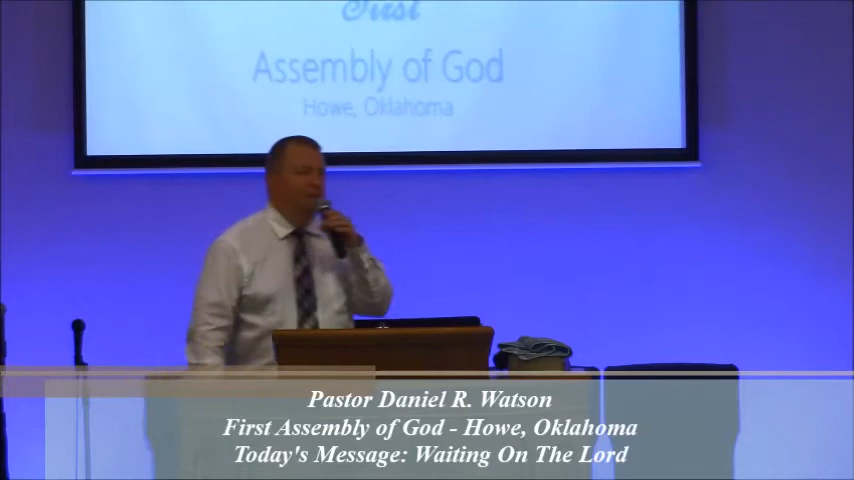 First
Assembly of God
Howe, Oklahoma
Pastor Daniel R. Watson
First Assembly of God - Howe, Oklahoma
Today's Message: Waiting On The Lord